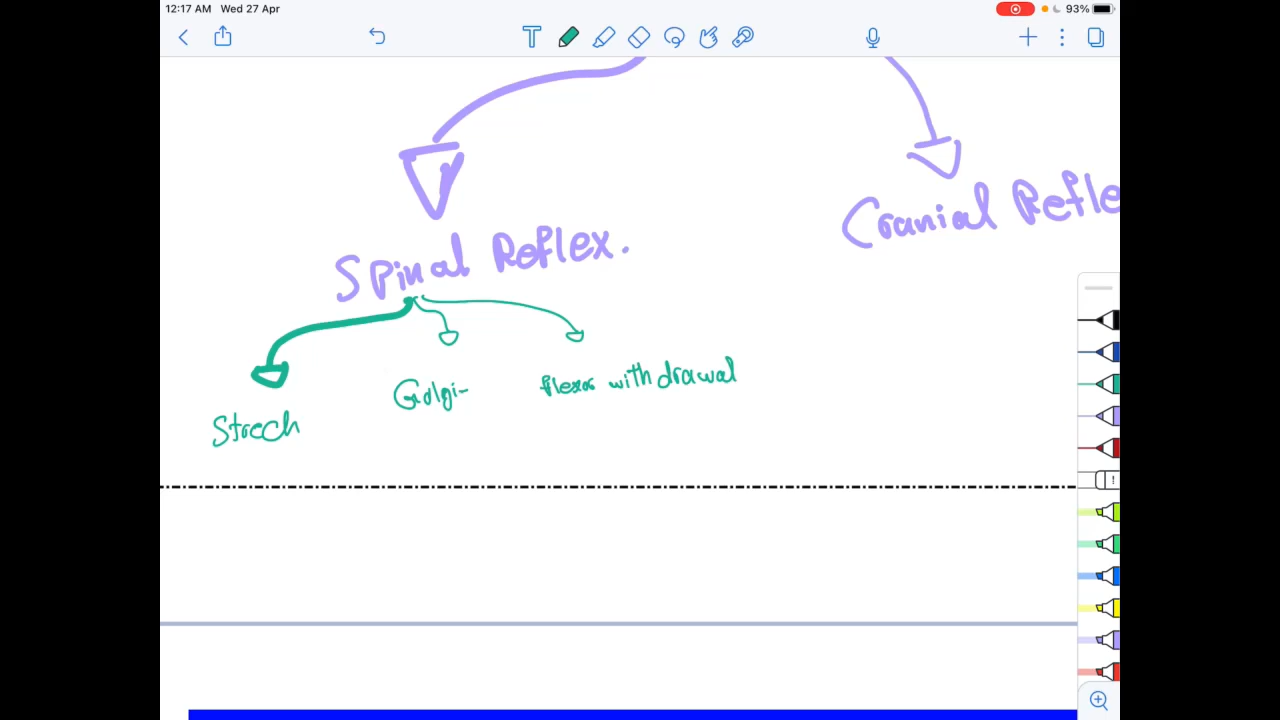 12:17 AM Wed 27 Apr
93%
T
Spinal Reflex.
Cranial Refle
Strech
Golgi-
flexor withdrawal